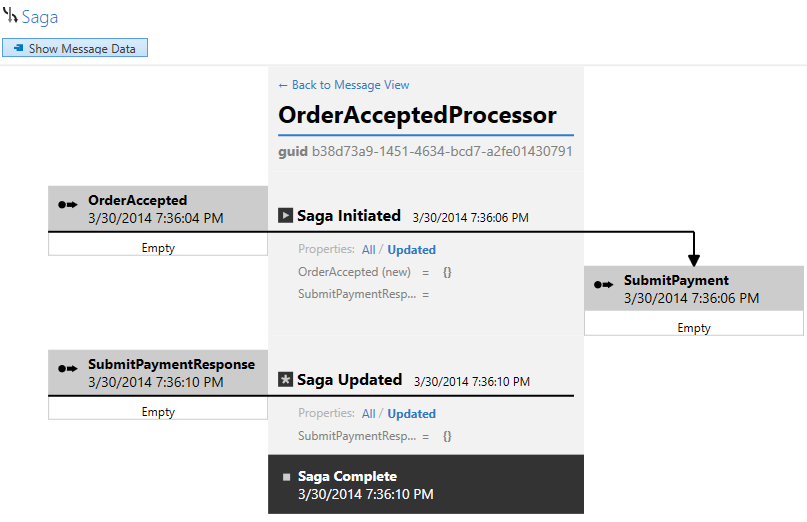 Saga
Show Message Data
← Back to Message View
OrderAcceptedProcessor
guid b38d73a9-1451-4634-bcd7-a2fe01430791
OrderAccepted
3/30/2014 7:36:04 PM
Empty
Saga Initiated 3/30/2014 7:36:06 PM
Properties: All / Updated
OrderAccepted (new) = {}
SubmitPaymentResp... =
SubmitPayment
3/30/2014 7:36:06 PM
Empty
SubmitPaymentResponse
3/30/2014 7:36:10 PM
Empty
Saga Updated 3/30/2014 7:36:10 PM
Properties: All / Updated
SubmitPaymentResp... = {}
Saga Complete
3/30/2014 7:36:10 PM